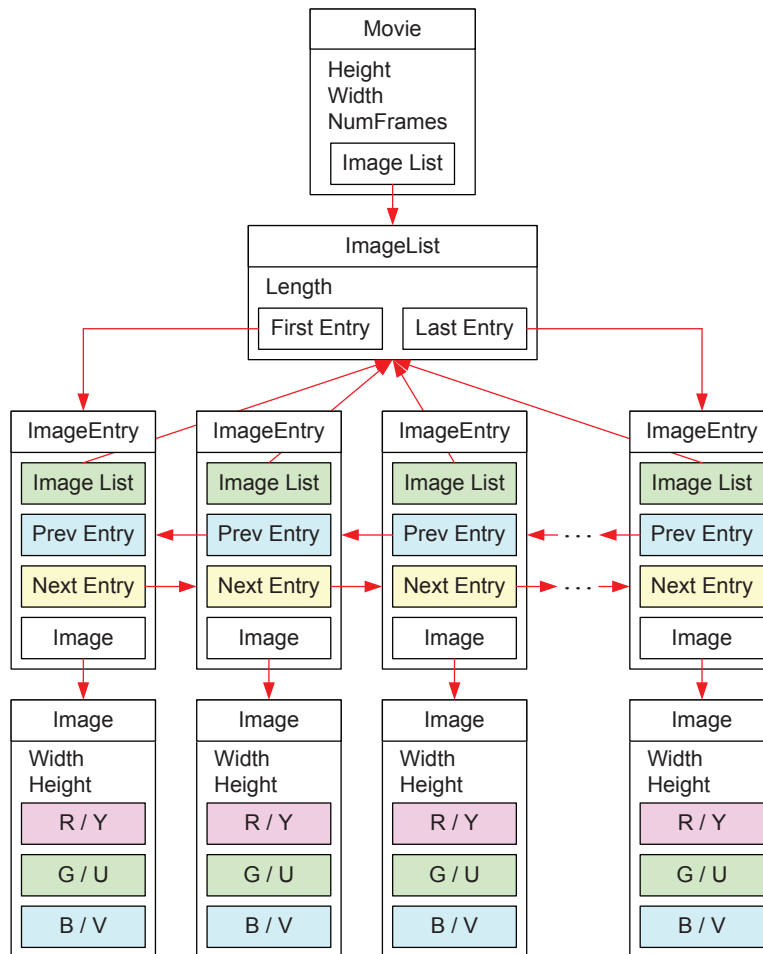 Movie
Height
Width
NumFrames
Image List
ImageList
Length
First Entry Last Entry
ImageEntry ImageEntry ImageEntry ImageEntry
Image List Image List Image List Image List
Prev Entry Prev Entry Prev Entry ... Prev Entry
Next Entry Next Entry Next Entry ... Next Entry
Image Image Image Image
Image Image Image Image
Width Width Width Width
Height Height Height Height
R / Y R / Y R / Y R / Y
G / U G / U G / U G / U
B / V B / V B / V B / V